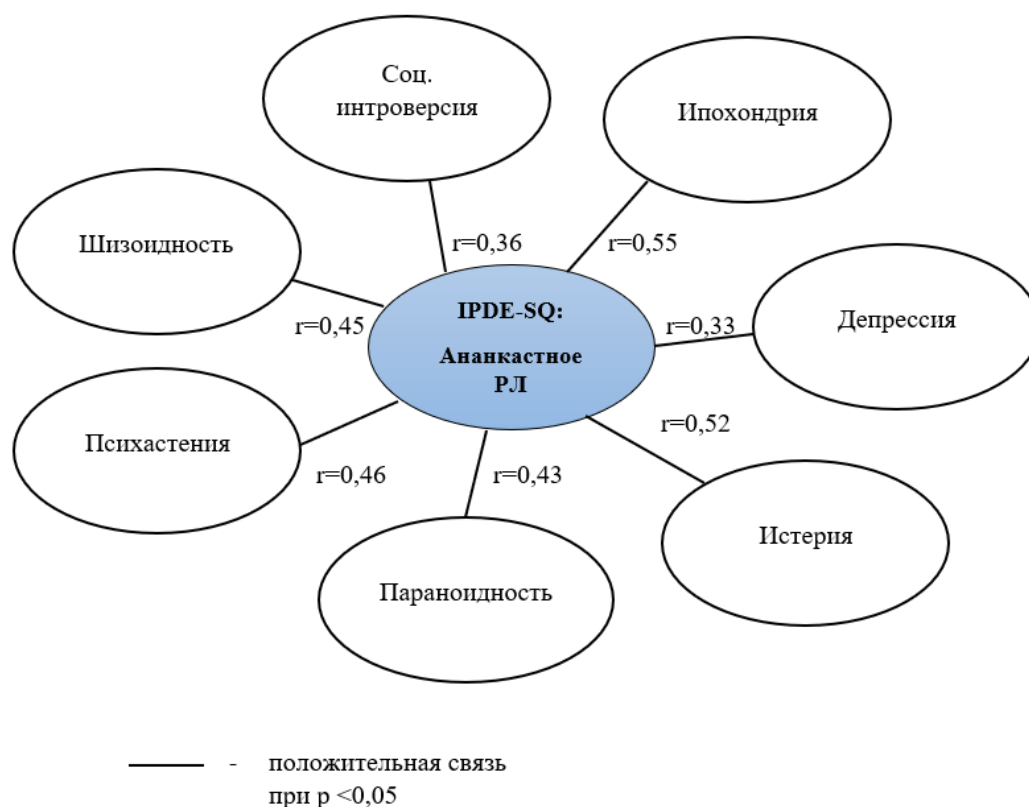 Соц.
интроверсия
Ипохондрия
Шизоидность
r=0,36
r=0,55
IPDE-SQ:
Ананкастное
РЛ
r=0,45
r=0,33
Депрессия
Психастения
r=0,46
r=0,43
r=0,52
Истерия
Параноидность
- положительная связь
при p <0,05